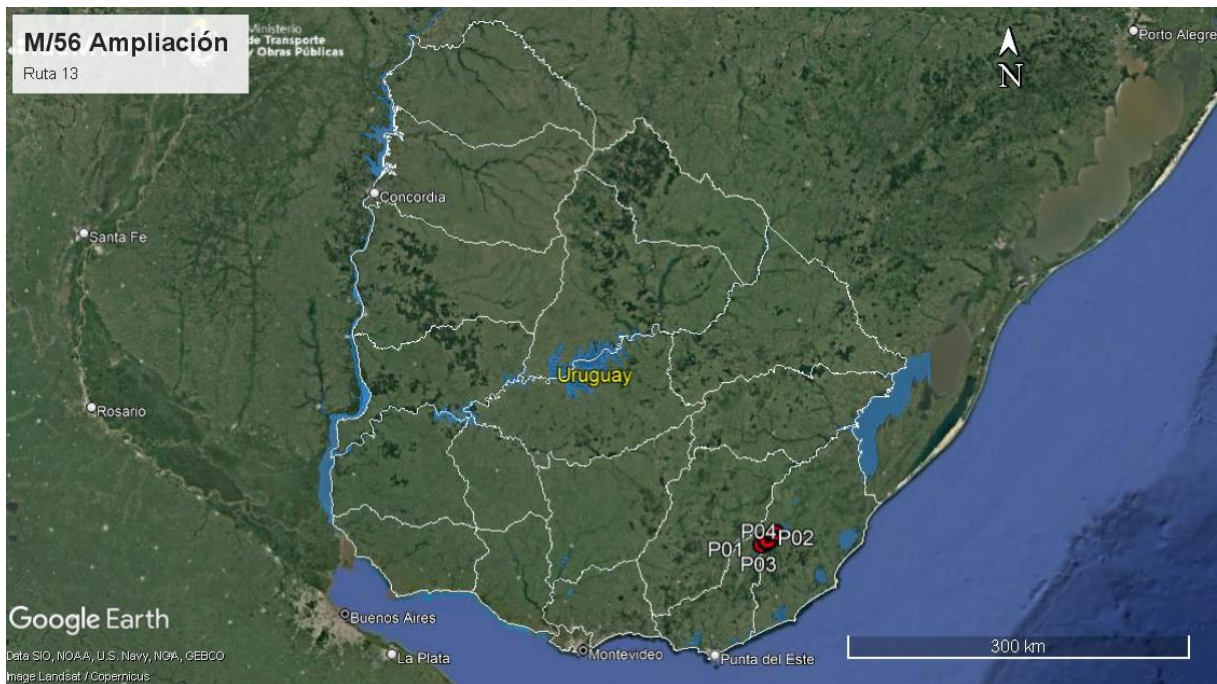 M/56 Ampliación
Ruta 13
Ministerio
de Transporte
y Obras Públicas
N
Porto Alegre
Concordia
Santa Fe
Uruguay
Rosario
P04
P01
P02
P03
Google Earth
Buenos Aires
300 km
Data SIO, NOAA, U.S. Navy, NGA, GEBCO
La Plata
Montevideo
Punta del Este
Image Landsat / Copernicus